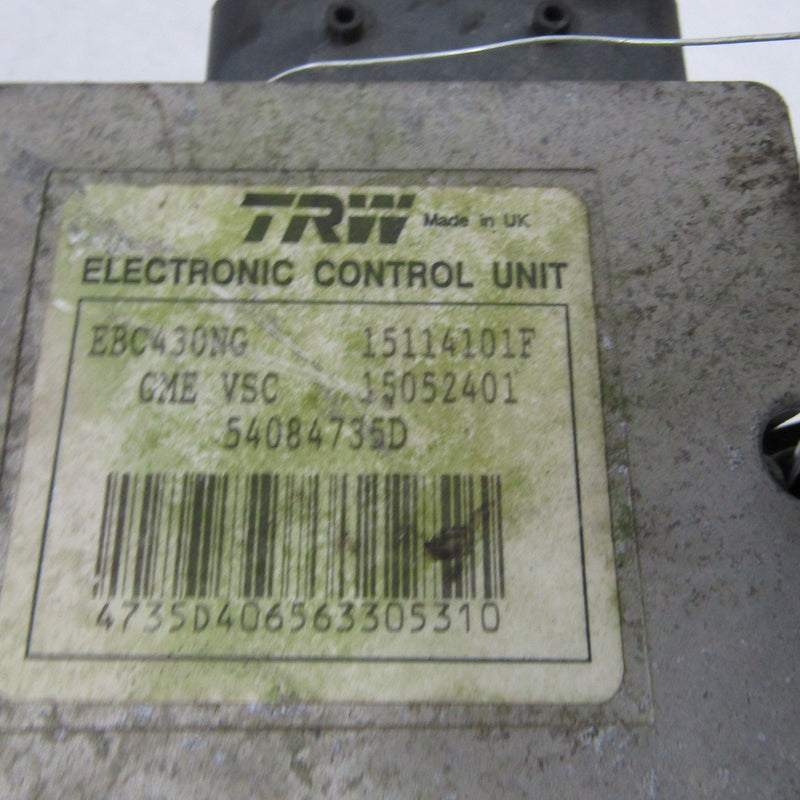 TRW Made in UK
ELECTRONIC CONTROL UNIT
EBC430NG 15114101F
GME VSC 15052401
54084735D
4735D406563305310